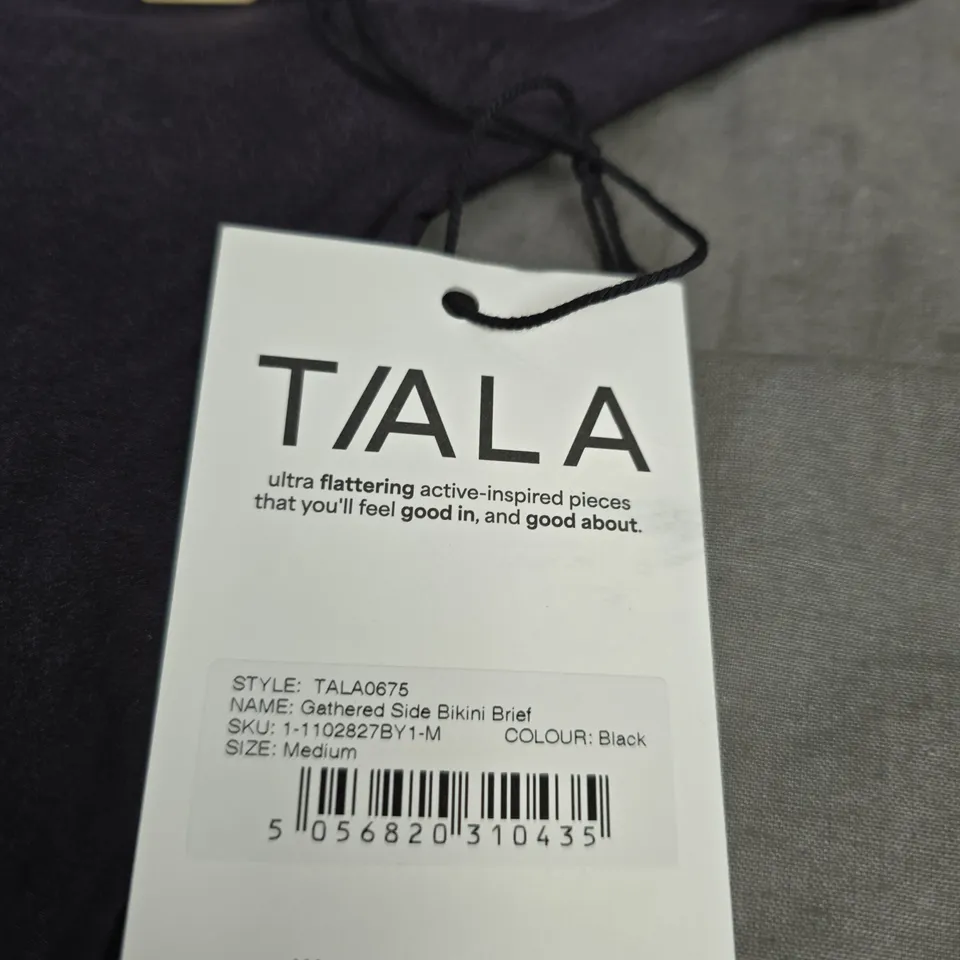 TALA
ultra flattering active-inspired pieces
that you'll feel good in, and good about.
STYLE: TALA0675
NAME: Gathered Side Bikini Brief
SKU: 1-1102827BY1-M COLOUR: Black
SIZE: Medium
5 056820 310435